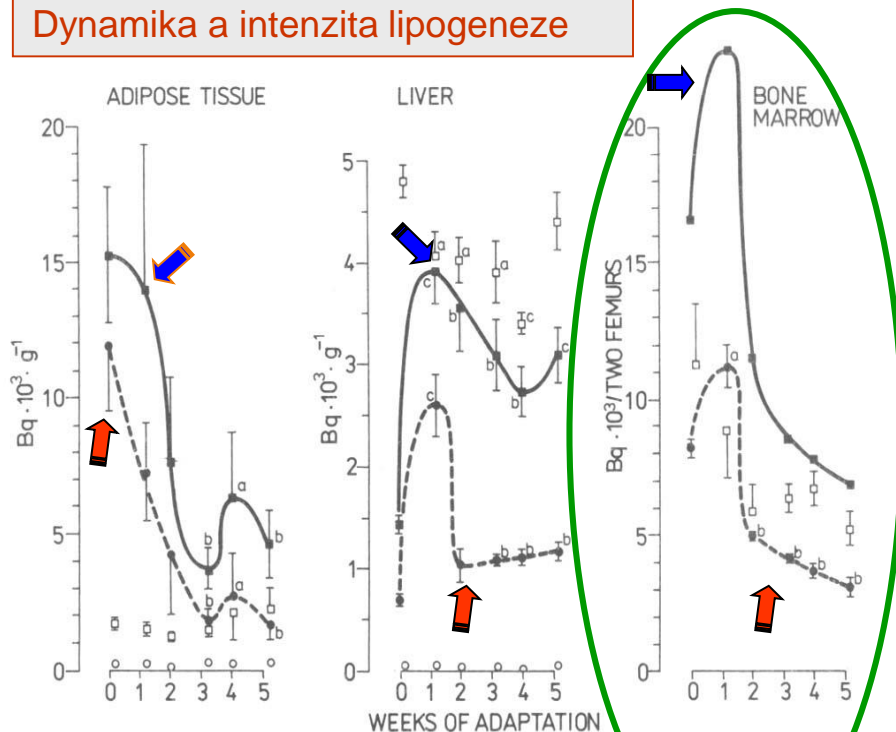 Dynamika a intenzita lipogeneze
ADIPOSE TISSUE
20
15
10
5
0
Bq · 10³ · g⁻¹
a
b
b
a
b
b
0 1 2 3 4 5
LIVER
5
4
3
2
1
0
Bq · 10³ · g⁻¹
a
a
a
c
c
b
b
b
c
c
b
b
b
0 1 2 3 4 5
WEEKS OF ADAPTATION
BONE
MARROW
20
15
10
5
0
Bq · 10³/TWO FEMURS
a
b
b
b
b
0 1 2 3 4 5